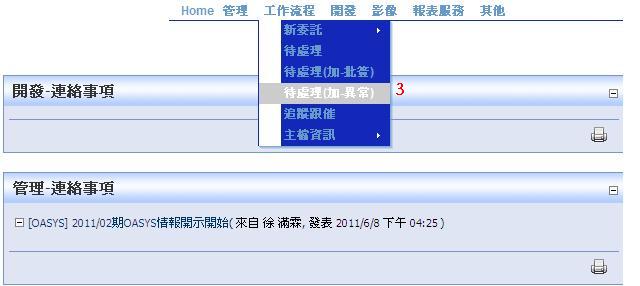 Home 管理 工作流程 開發 影像 報表服務 其他
新委託
待處理
待處理(加-批簽)
待處理(加-異常) 3
追蹤跟催
主檔資訊
開發-連絡事項
管理-連絡事項
[OASYS] 2011/02期OASYS情報開示開始( 來自 徐 滿霖, 發表 2011/6/8 下午 04:25 )